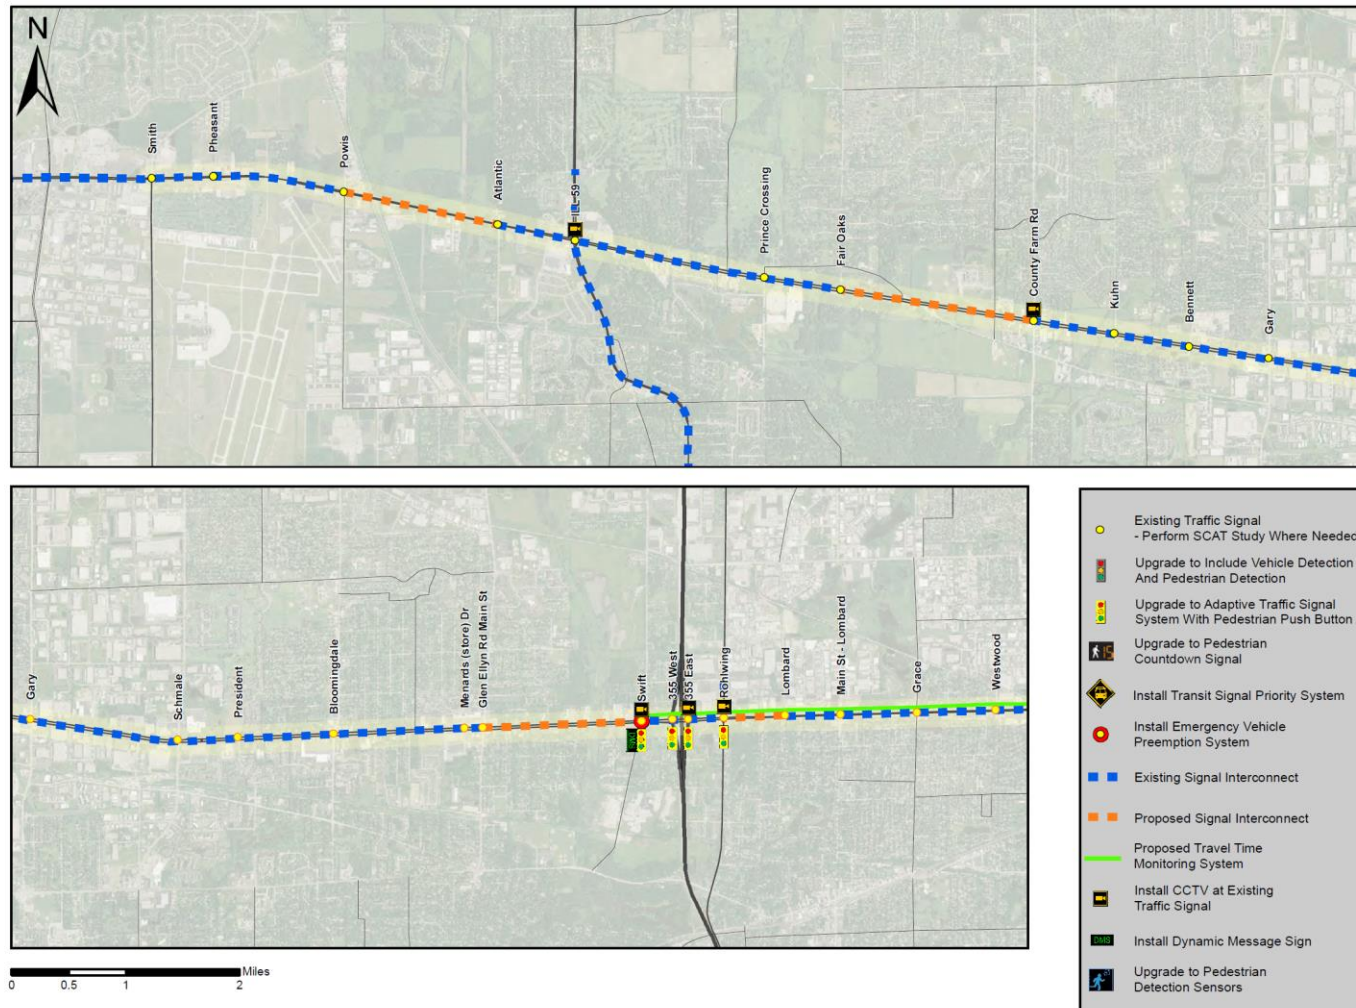 N
Smith
Pheasant
Powis
Atlantic
IL-59
Prince Crossing
Fair Oaks
County Farm Rd
Kuhn
Bennett
Gary
Gary
Schmale
President
Bloomingdale
Menards (store) Dr
Glen Ellyn Rd Main St
Swift
355 West
355 East
Rohlwing
Lombard
Main St - Lombard
Grace
Westwood
DMS
0 0.5 1 2 Miles
Existing Traffic Signal
- Perform SCAT Study Where Needed
Upgrade to Include Vehicle Detection
And Pedestrian Detection
Upgrade to Adaptive Traffic Signal
System With Pedestrian Push Button
15
Upgrade to Pedestrian
Countdown Signal
Install Transit Signal Priority System
Install Emergency Vehicle
Preemption System
Existing Signal Interconnect
Proposed Signal Interconnect
Proposed Travel Time
Monitoring System
Install CCTV at Existing
Traffic Signal
DMS
Install Dynamic Message Sign
Upgrade to Pedestrian
Detection Sensors